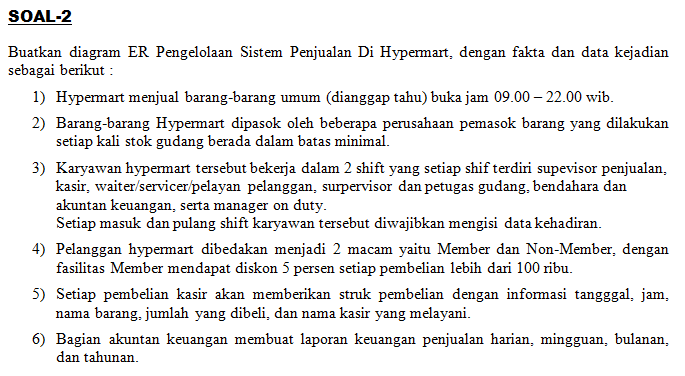 SOAL-2
Buatkan diagram ER Pengelolaan Sistem Penjualan Di Hypermart, dengan fakta dan data kejadian
sebagai berikut :
1) Hypermart menjual barang-barang umum (dianggap tahu) buka jam 09.00 – 22.00 wib.
2) Barang-barang Hypermart dipasok oleh beberapa perusahaan pemasok barang yang dilakukan
setiap kali stok gudang berada dalam batas minimal.
3) Karyawan hypermart tersebut bekerja dalam 2 shift yang setiap shif terdiri supevisor penjualan,
kasir, waiter/servicer/pelayan pelanggan, surpervisor dan petugas gudang, bendahara dan
akuntan keuangan, serta manager on duty.
Setiap masuk dan pulang shift karyawan tersebut diwajibkan mengisi data kehadiran.
4) Pelanggan hypermart dibedakan menjadi 2 macam yaitu Member dan Non-Member, dengan
fasilitas Member mendapat diskon 5 persen setiap pembelian lebih dari 100 ribu.
5) Setiap pembelian kasir akan memberikan struk pembelian dengan informasi tangggal, jam,
nama barang, jumlah yang dibeli, dan nama kasir yang melayani.
6) Bagian akuntan keuangan membuat laporan keuangan penjualan harian, mingguan, bulanan,
dan tahunan.